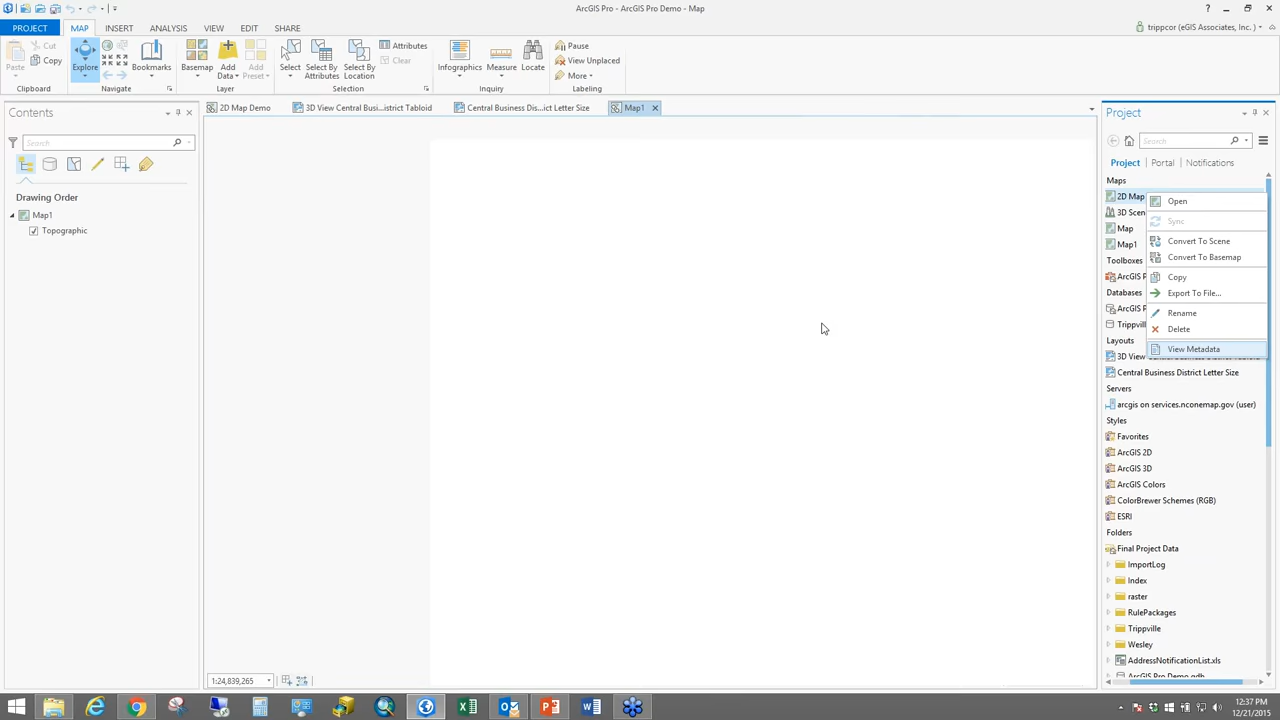 ArcGIS Pro - ArcGIS Pro Demo - Map
?
PROJECT MAP INSERT ANALYSIS VIEW EDIT SHARE
trippcor (eGIS Associates, Inc.)
Paste
Cut
Copy
Clipboard
Explore
Bookmarks
Navigate
Basemap
Add Data
Add Preset
Layer
Select
Select By Attributes
Select By Location
Attributes
Clear
Selection
Infographics
Measure
Locate
Inquiry
Pause
View Unplaced
More
Labeling
Contents
Search
Drawing Order
Map1
Topographic
2D Map Demo
3D View Central Busi...istrict Tabloid
Central Business Dis...ict Letter Size
Map1
1:24,839,265
Project
Search
Project Portal Notifications
Maps
2D Map
3D Scen
Map
Map1
Toolboxes
ArcGIS P
Databases
ArcGIS P
Trippvill
Layouts
3D View
Central Business District Letter Size
Servers
arcgis on services.nconemap.gov (user)
Styles
Favorites
ArcGIS 2D
ArcGIS 3D
ArcGIS Colors
ColorBrewer Schemes (RGB)
ESRI
Folders
Final Project Data
ImportLog
Index
raster
RulePackages
Trippville
Wesley
AddressNotificationList.xls
ArcGIS Pro Demo.gdb
Open
Sync
Convert To Scene
Convert To Basemap
Copy
Export To File...
Rename
Delete
View Metadata
12:37 PM
12/21/2015